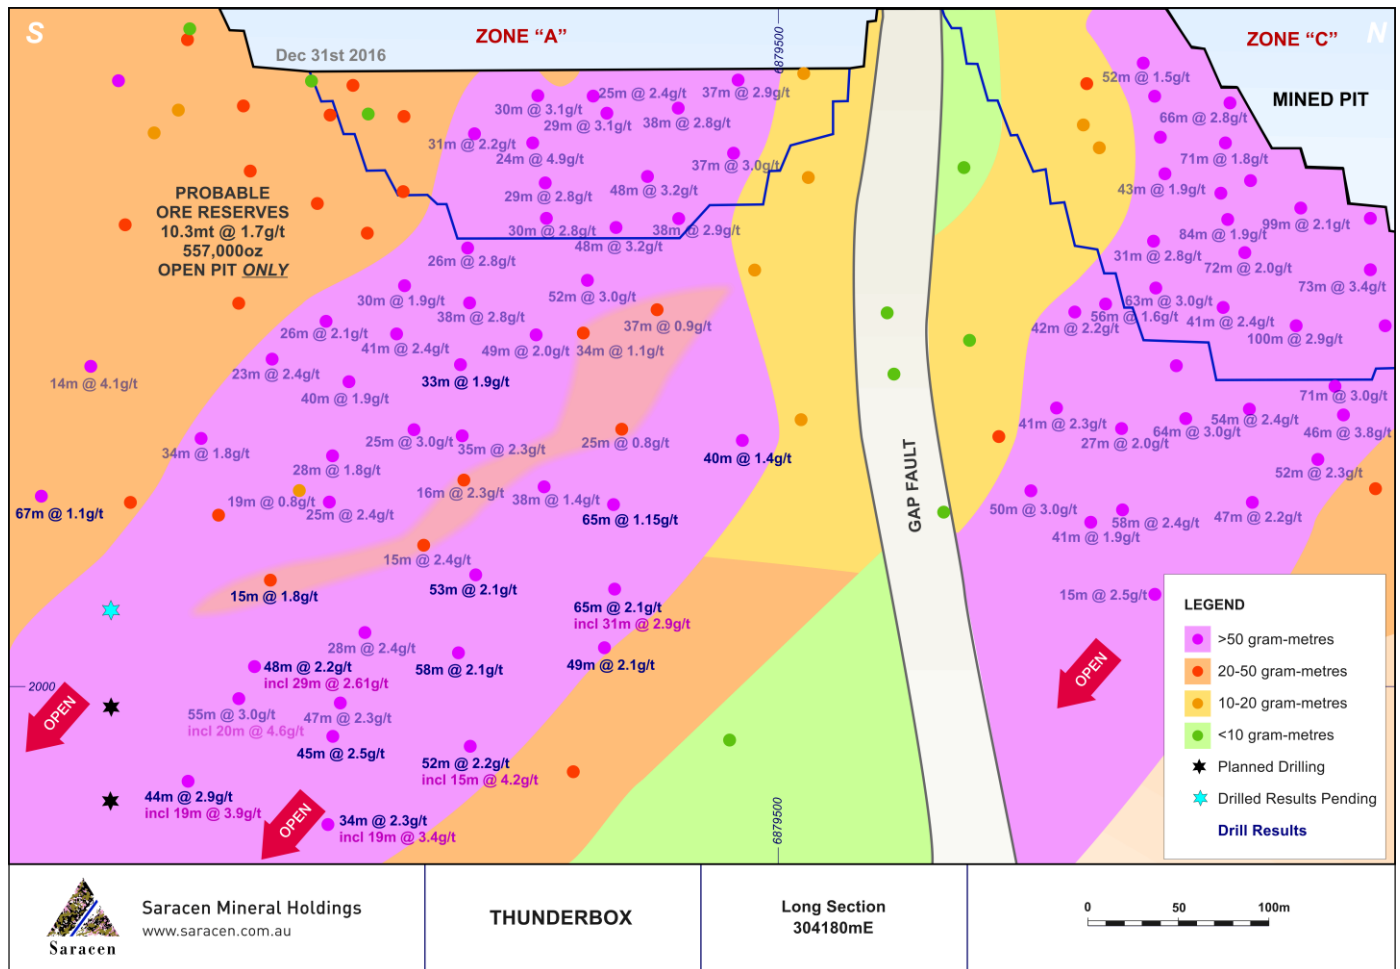 S
ZONE “A”
6879500
ZONE “C”
N
Dec 31st 2016
MINED PIT
52m @ 1.5g/t
37m @ 2.9g/t
25m @ 2.4g/t
30m @ 3.1g/t
29m @ 3.1g/t
38m @ 2.8g/t
66m @ 2.8g/t
31m @ 2.2g/t
24m @ 4.9g/t
37m @ 3.0g/t
71m @ 1.8g/t
43m @ 1.9g/t
29m @ 2.8g/t
48m @ 3.2g/t
PROBABLE
ORE RESERVES
10.3mt @ 1.7g/t
557,000oz
OPEN PIT ONLY
30m @ 2.8g/t
38m @ 2.9g/t
48m @ 3.2g/t
99m @ 2.1g/t
84m @ 1.9g/t
31m @ 2.8g/t
26m @ 2.8g/t
72m @ 2.0g/t
73m @ 3.4g/t
30m @ 1.9g/t
52m @ 3.0g/t
63m @ 3.0g/t
38m @ 2.8g/t
56m @ 1.6g/t
41m @ 2.4g/t
42m @ 2.2g/t
37m @ 0.9g/t
26m @ 2.1g/t
100m @ 2.9g/t
41m @ 2.4g/t
49m @ 2.0g/t
34m @ 1.1g/t
23m @ 2.4g/t
14m @ 4.1g/t
33m @ 1.9g/t
40m @ 1.9g/t
71m @ 3.0g/t
41m @ 2.3g/t
54m @ 2.4g/t
64m @ 3.0g/t
46m @ 3.8g/t
27m @ 2.0g/t
25m @ 3.0g/t
35m @ 2.3g/t
25m @ 0.8g/t
34m @ 1.8g/t
40m @ 1.4g/t
28m @ 1.8g/t
52m @ 2.3g/t
16m @ 2.3g/t
38m @ 1.4g/t
19m @ 0.8g/t
25m @ 2.4g/t
67m @ 1.1g/t
65m @ 1.15g/t
GAP FAULT
50m @ 3.0g/t
58m @ 2.4g/t
47m @ 2.2g/t
41m @ 1.9g/t
15m @ 2.4g/t
15m @ 1.8g/t
53m @ 2.1g/t
65m @ 2.1g/t
incl 31m @ 2.9g/t
15m @ 2.5g/t
28m @ 2.4g/t
48m @ 2.2g/t
incl 29m @ 2.61g/t
58m @ 2.1g/t
49m @ 2.1g/t
OPEN
2000
OPEN
55m @ 3.0g/t
incl 20m @ 4.6g/t
47m @ 2.3g/t
45m @ 2.5g/t
52m @ 2.2g/t
incl 15m @ 4.2g/t
44m @ 2.9g/t
incl 19m @ 3.9g/t
OPEN
34m @ 2.3g/t
incl 19m @ 3.4g/t
6879500
LEGEND
>50 gram-metres
20-50 gram-metres
10-20 gram-metres
<10 gram-metres
Planned Drilling
Drilled Results Pending
Drill Results
Saracen
Saracen Mineral Holdings
www.saracen.com.au
THUNDERBOX
Long Section
304180mE
0 50 100m